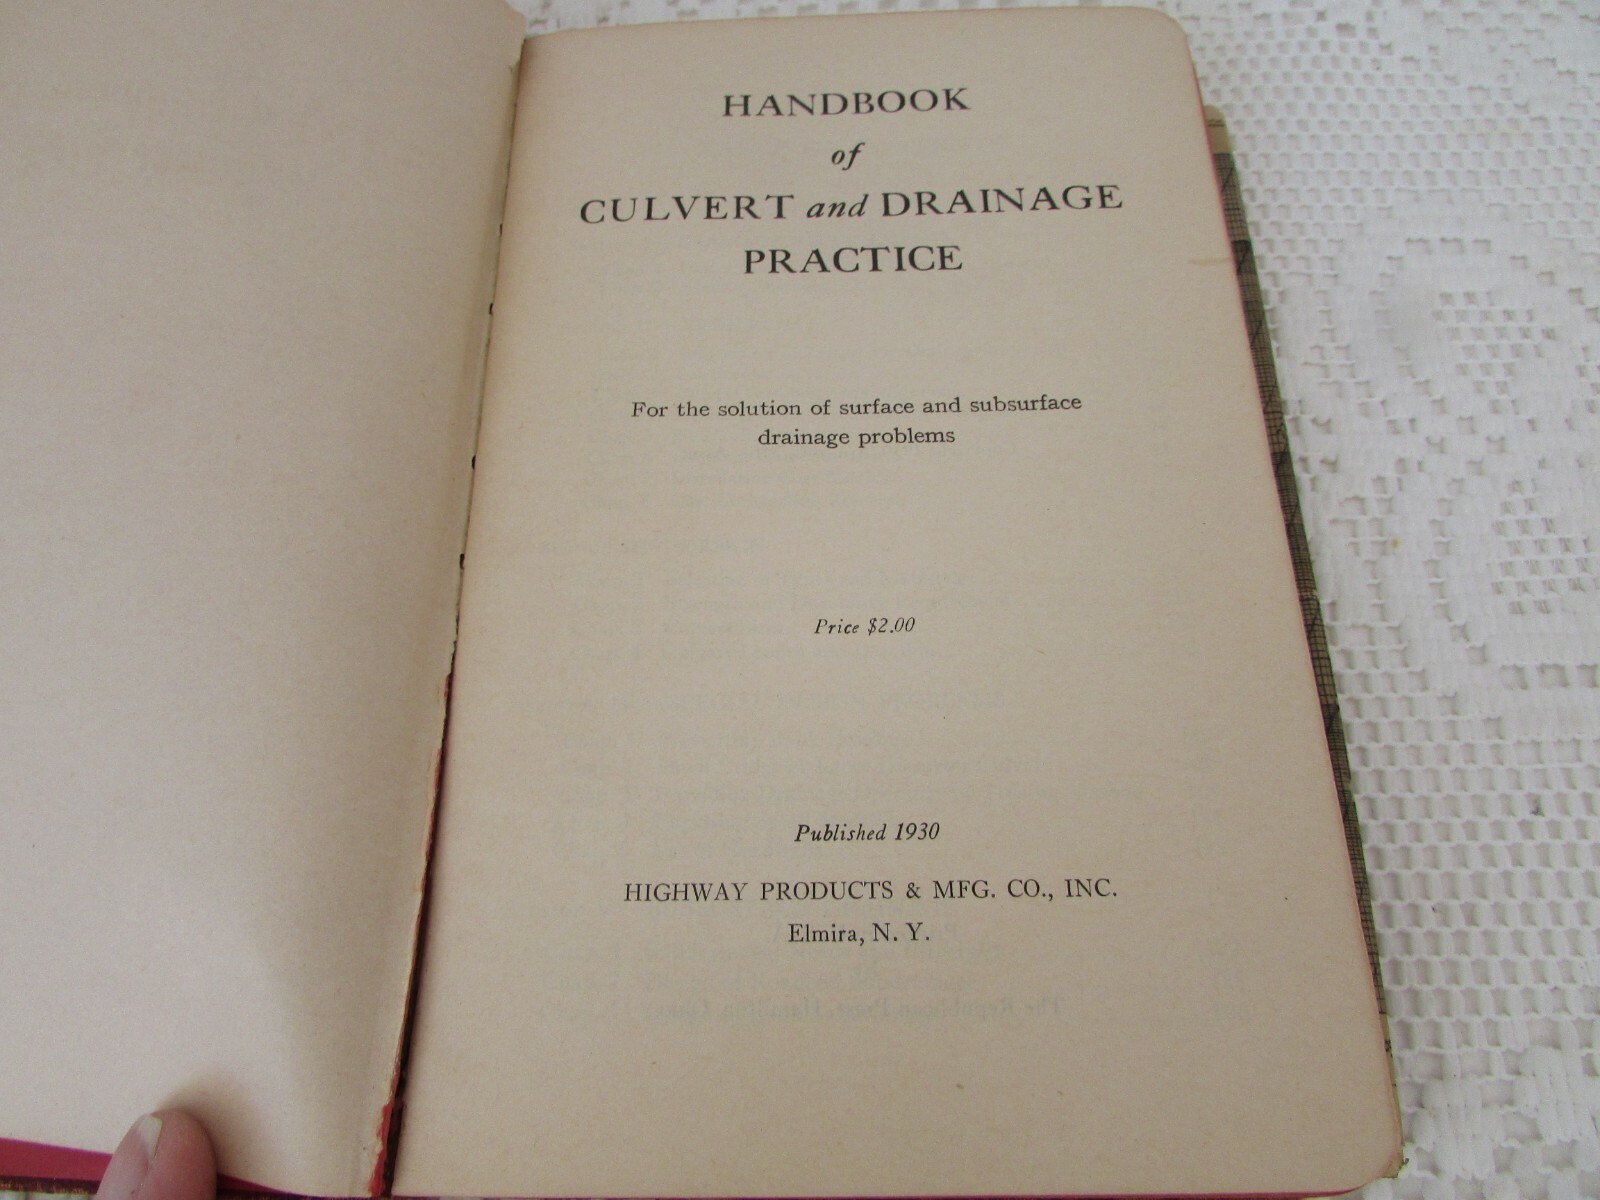 HANDBOOK
of
CULVERT and DRAINAGE
PRACTICE
For the solution of surface and subsurface
drainage problems
Price $2.00
Published 1930
HIGHWAY PRODUCTS & MFG. CO., INC.
Elmira, N. Y.